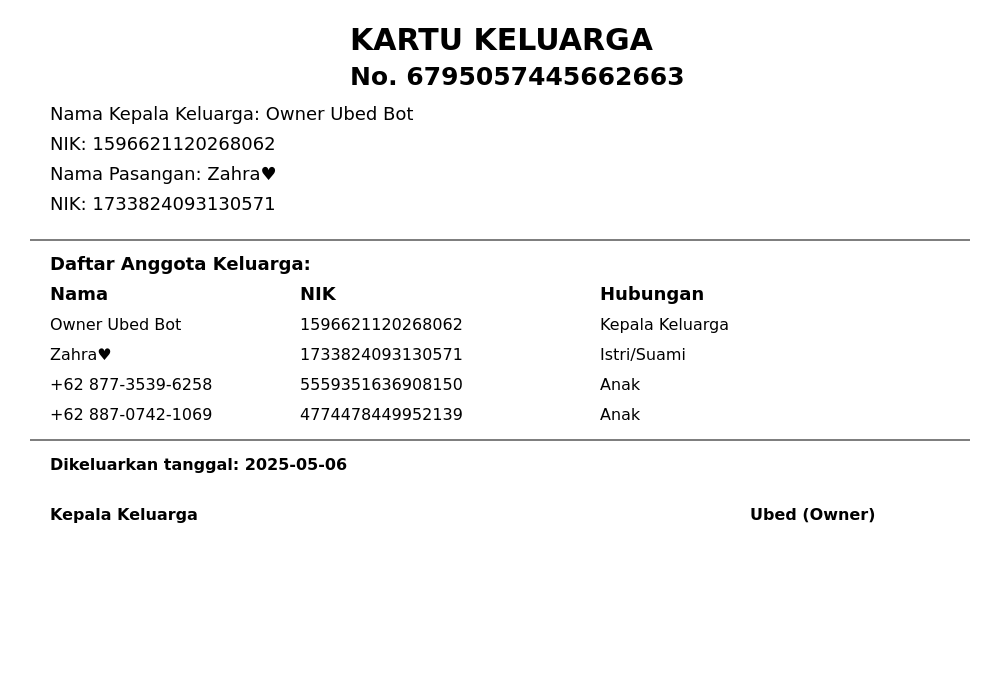 KARTU KELUARGA
No. 6795057445662663
Nama Kepala Keluarga: Owner Ubed Bot
NIK: 1596621120268062
Nama Pasangan: Zahra♥
NIK: 1733824093130571
Daftar Anggota Keluarga:
Nama NIK Hubungan
Owner Ubed Bot 1596621120268062 Kepala Keluarga
Zahra♥ 1733824093130571 Istri/Suami
+62 877-3539-6258 5559351636908150 Anak
+62 887-0742-1069 4774478449952139 Anak
Dikeluarkan tanggal: 2025-05-06
Kepala Keluarga Ubed (Owner)